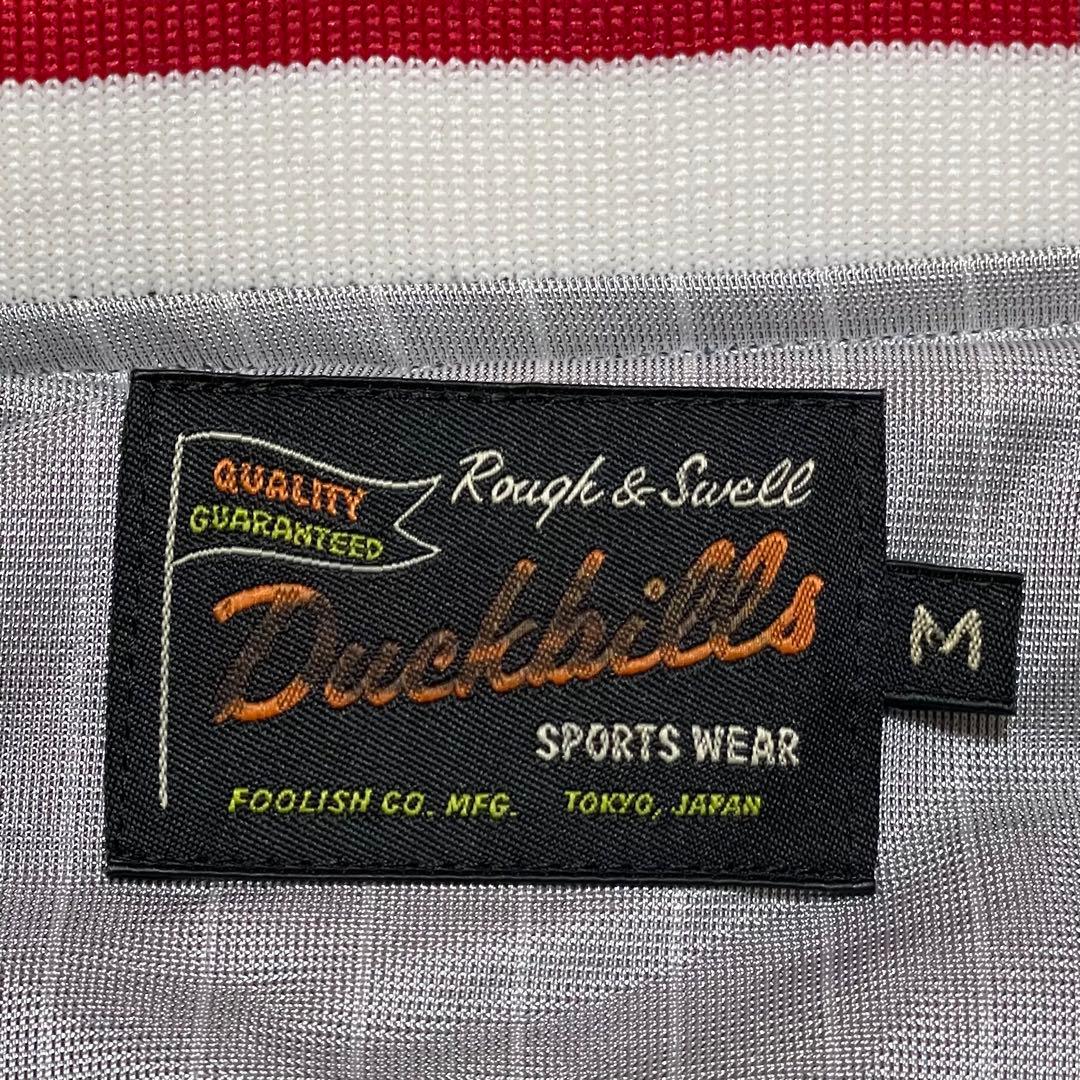 QUALITY
GUARANTEED
Rough & Swell
Duckbills
SPORTS WEAR
FOOLISH CO. MFG. TOKYO, JAPAN
M